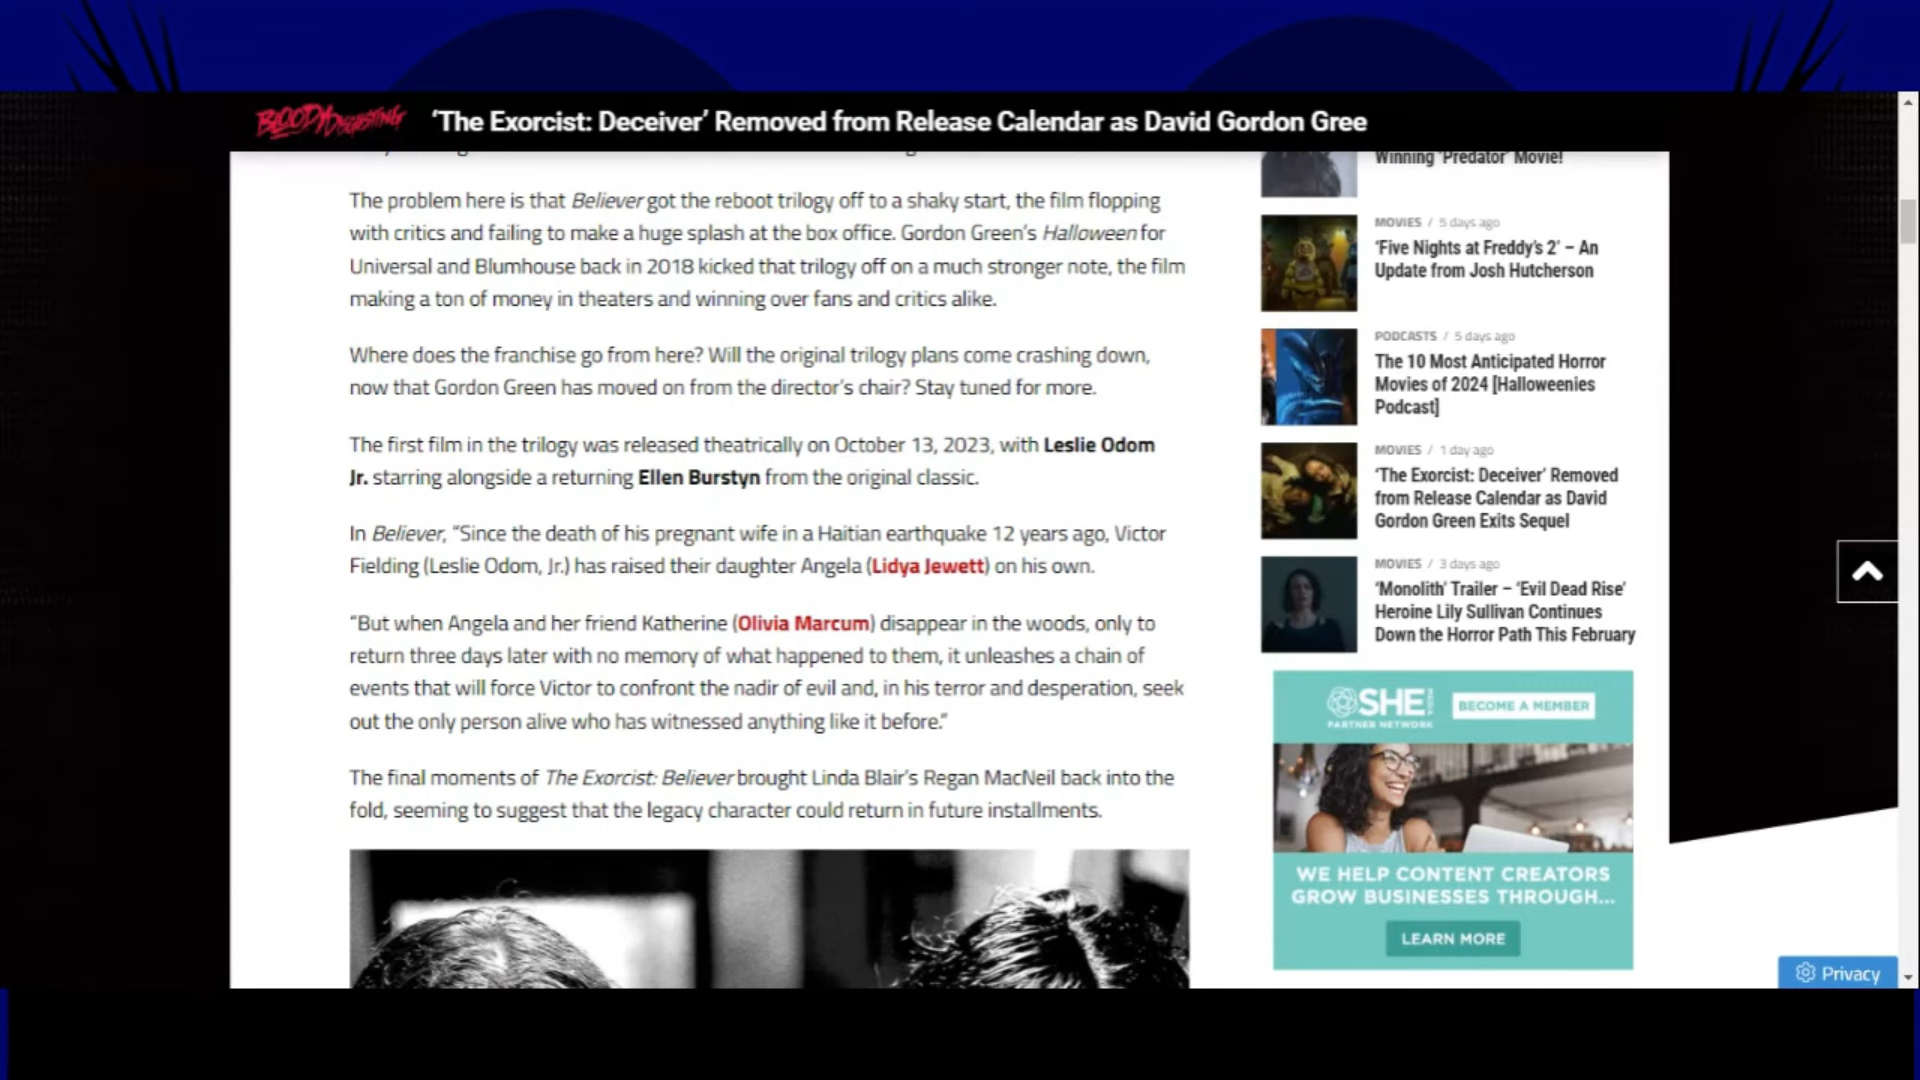 BLOODY DISGUSTING
‘The Exorcist: Deceiver’ Removed from Release Calendar as David Gordon Gree
The problem here is that Believer got the reboot trilogy off to a shaky start, the film flopping
with critics and failing to make a huge splash at the box office. Gordon Green’s Halloween for
Universal and Blumhouse back in 2018 kicked that trilogy off on a much stronger note, the film
making a ton of money in theaters and winning over fans and critics alike.
Where does the franchise go from here? Will the original trilogy plans come crashing down,
now that Gordon Green has moved on from the director’s chair? Stay tuned for more.
The first film in the trilogy was released theatrically on October 13, 2023, with Leslie Odom
Jr. starring alongside a returning Ellen Burstyn from the original classic.
In Believer, “Since the death of his pregnant wife in a Haitian earthquake 12 years ago, Victor
Fielding (Leslie Odom, Jr.) has raised their daughter Angela (Lidya Jewett) on his own.
“But when Angela and her friend Katherine (Olivia Marcum) disappear in the woods, only to
return three days later with no memory of what happened to them, it unleashes a chain of
events that will force Victor to confront the nadir of evil and, in his terror and desperation, seek
out the only person alive who has witnessed anything like it before.”
The final moments of The Exorcist: Believer brought Linda Blair’s Regan MacNeil back into the
fold, seeming to suggest that the legacy character could return in future installments.
Winning ‘Predator’ Movie!
MOVIES / 5 days ago
‘Five Nights at Freddy’s 2’ – An
Update from Josh Hutcherson
PODCASTS / 5 days ago
The 10 Most Anticipated Horror
Movies of 2024 [Halloweenies
Podcast]
MOVIES / 1 day ago
‘The Exorcist: Deceiver’ Removed
from Release Calendar as David
Gordon Green Exits Sequel
MOVIES / 3 days ago
‘Monolith’ Trailer – ‘Evil Dead Rise’
Heroine Lily Sullivan Continues
Down the Horror Path This February
SHE MEDIA
PARTNER NETWORK
BECOME A MEMBER
WE HELP CONTENT CREATORS
GROW BUSINESSES THROUGH...
LEARN MORE
Privacy